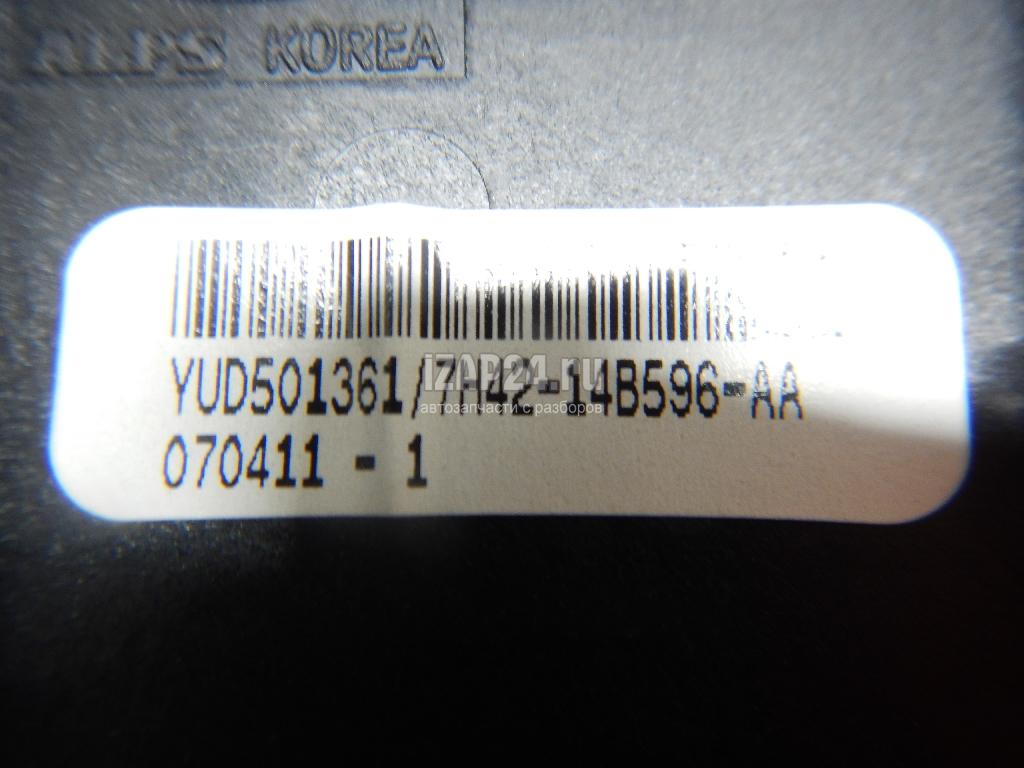 ALPS KOREA
YUD501361/7H42-14B596-AA
iZAP24.ru
автозапчасти с разборов
070411 - 1